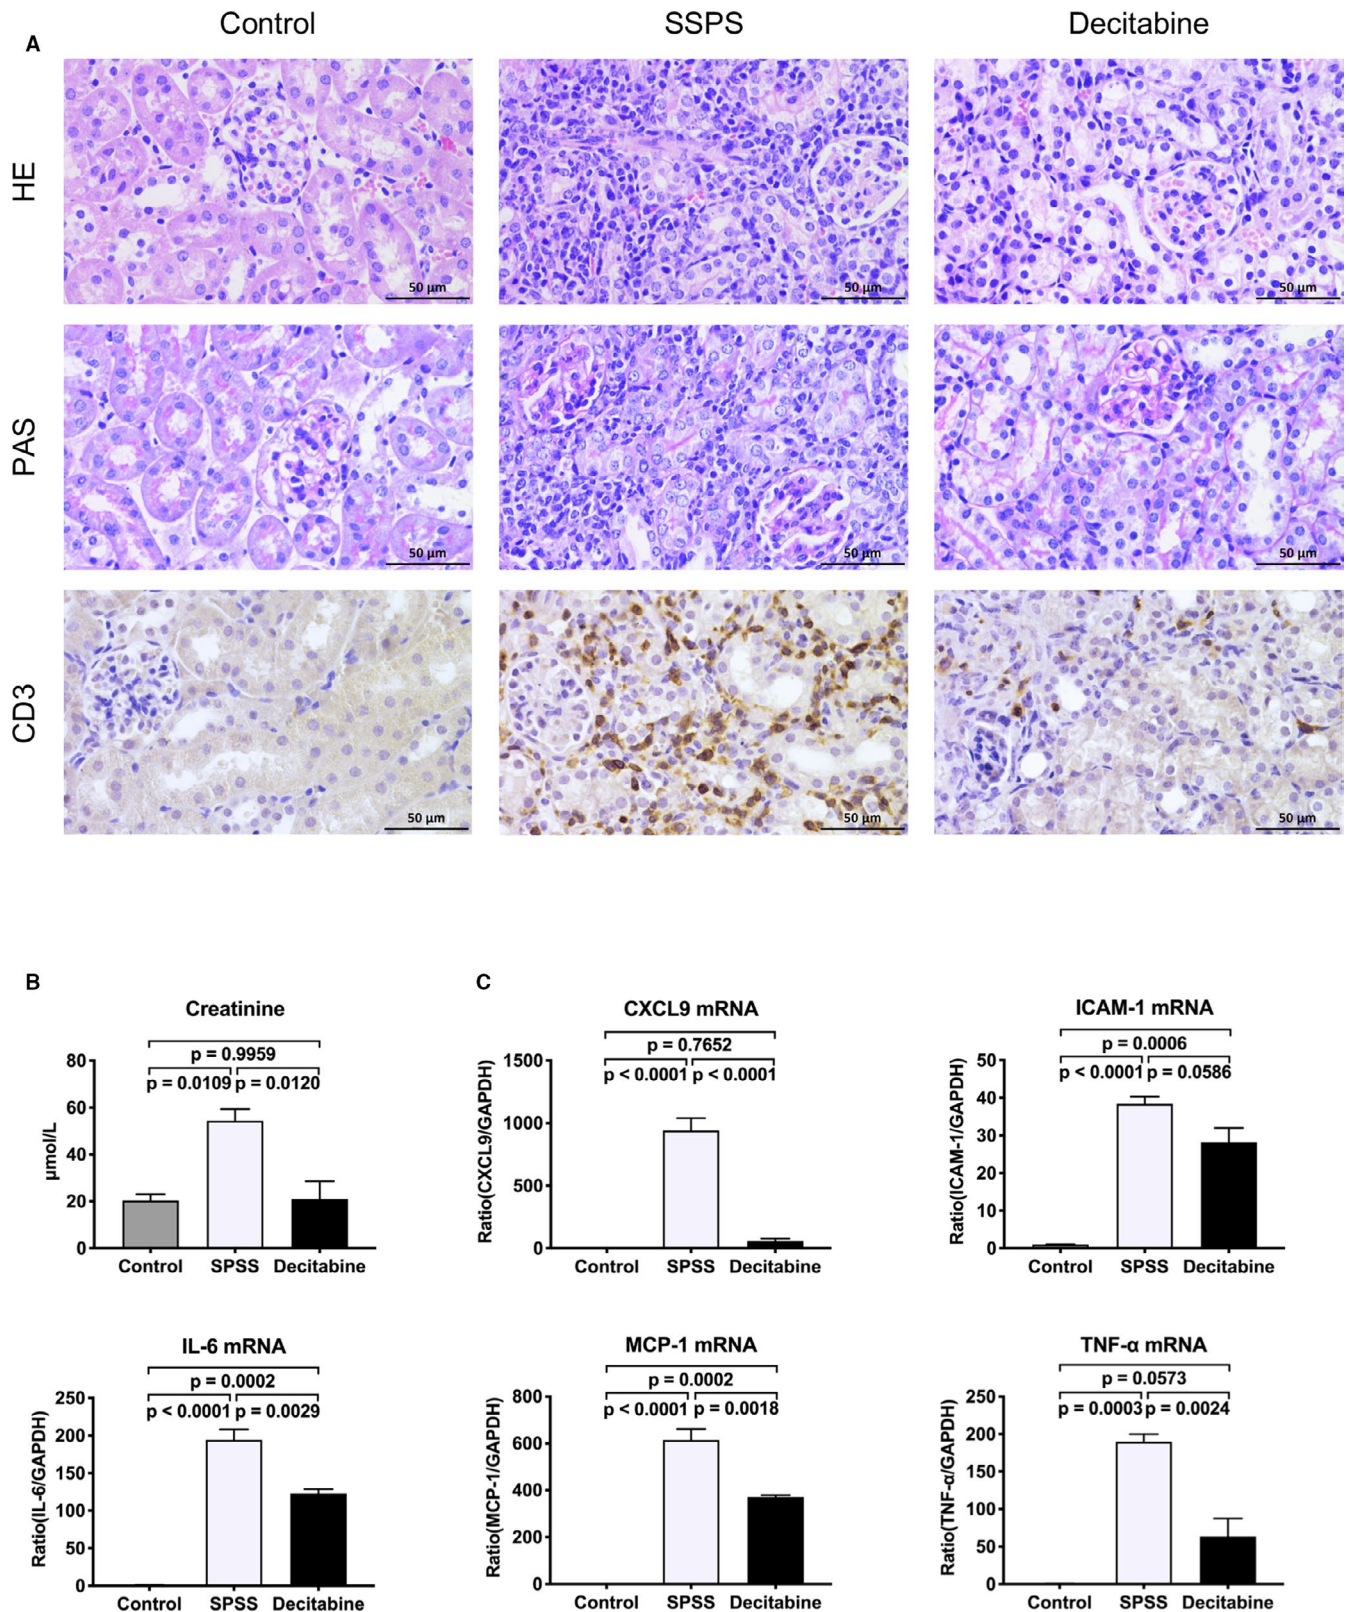 Control SSPS Decitabine
A
HE
50 µm 50 µm 50 µm
PAS
50 µm 50 µm 50 µm
CD3
50 µm 50 µm 50 µm
B
Creatinine
p = 0.9959
p = 0.0109 p = 0.0120
µmol/L
80
60
40
20
0
Control SPSS Decitabine
C
CXCL9 mRNA
p = 0.7652
p < 0.0001 p < 0.0001
Ratio(CXCL9/GAPDH)
1500
1000
500
0
Control SPSS Decitabine
ICAM-1 mRNA
p = 0.0006
p < 0.0001 p = 0.0586
Ratio(ICAM-1/GAPDH)
50
40
30
20
10
0
Control SPSS Decitabine
IL-6 mRNA
p = 0.0002
p < 0.0001 p = 0.0029
Ratio(IL-6/GAPDH)
250
200
150
100
50
0
Control SPSS Decitabine
MCP-1 mRNA
p = 0.0002
p < 0.0001 p = 0.0018
Ratio(MCP-1/GAPDH)
800
600
400
200
0
Control SPSS Decitabine
TNF-α mRNA
p = 0.0573
p = 0.0003 p = 0.0024
Ratio(TNF-α/GAPDH)
250
200
150
100
50
0
Control SPSS Decitabine